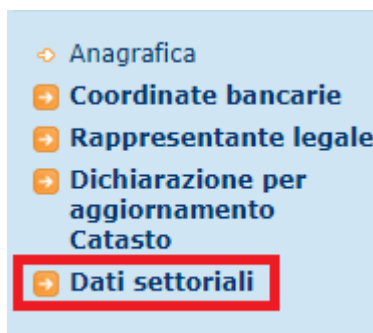 Anagrafica
Coordinate bancarie
Rappresentante legale
Dichiarazione per
aggiornamento
Catasto
Dati settoriali